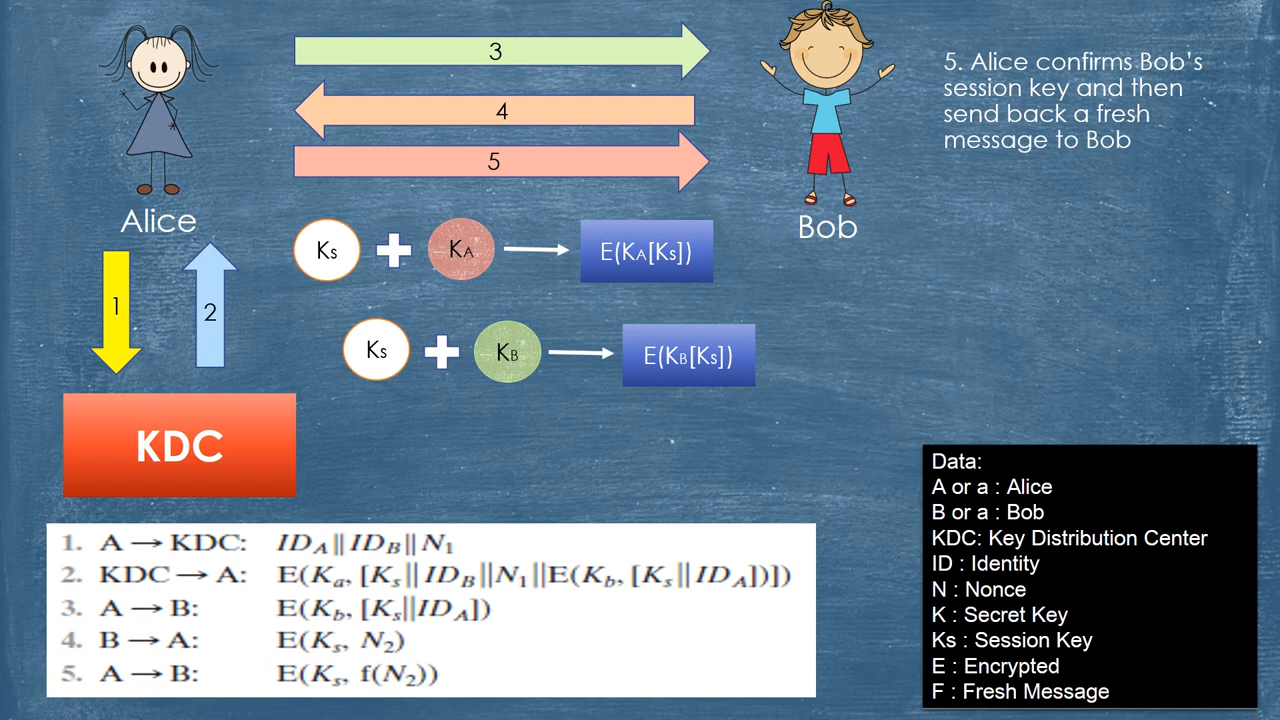 3
4
5
Alice
Bob
5. Alice confirms Bob's
session key and then
send back a fresh
message to Bob
1
2
Ks
KA
E(KA[Ks])
Ks
KB
E(KB[Ks])
KDC
1. A → KDC: IDA || IDB || N1
2. KDC → A: E(Ka, [Ks || IDB || N1 || E(Kb, [Ks || IDA])])
3. A → B: E(Kb, [Ks || IDA])
4. B → A: E(Ks, N2)
5. A → B: E(Ks, f(N2))
Data:
A or a : Alice
B or a : Bob
KDC: Key Distribution Center
ID : Identity
N : Nonce
K : Secret Key
Ks : Session Key
E : Encrypted
F : Fresh Message